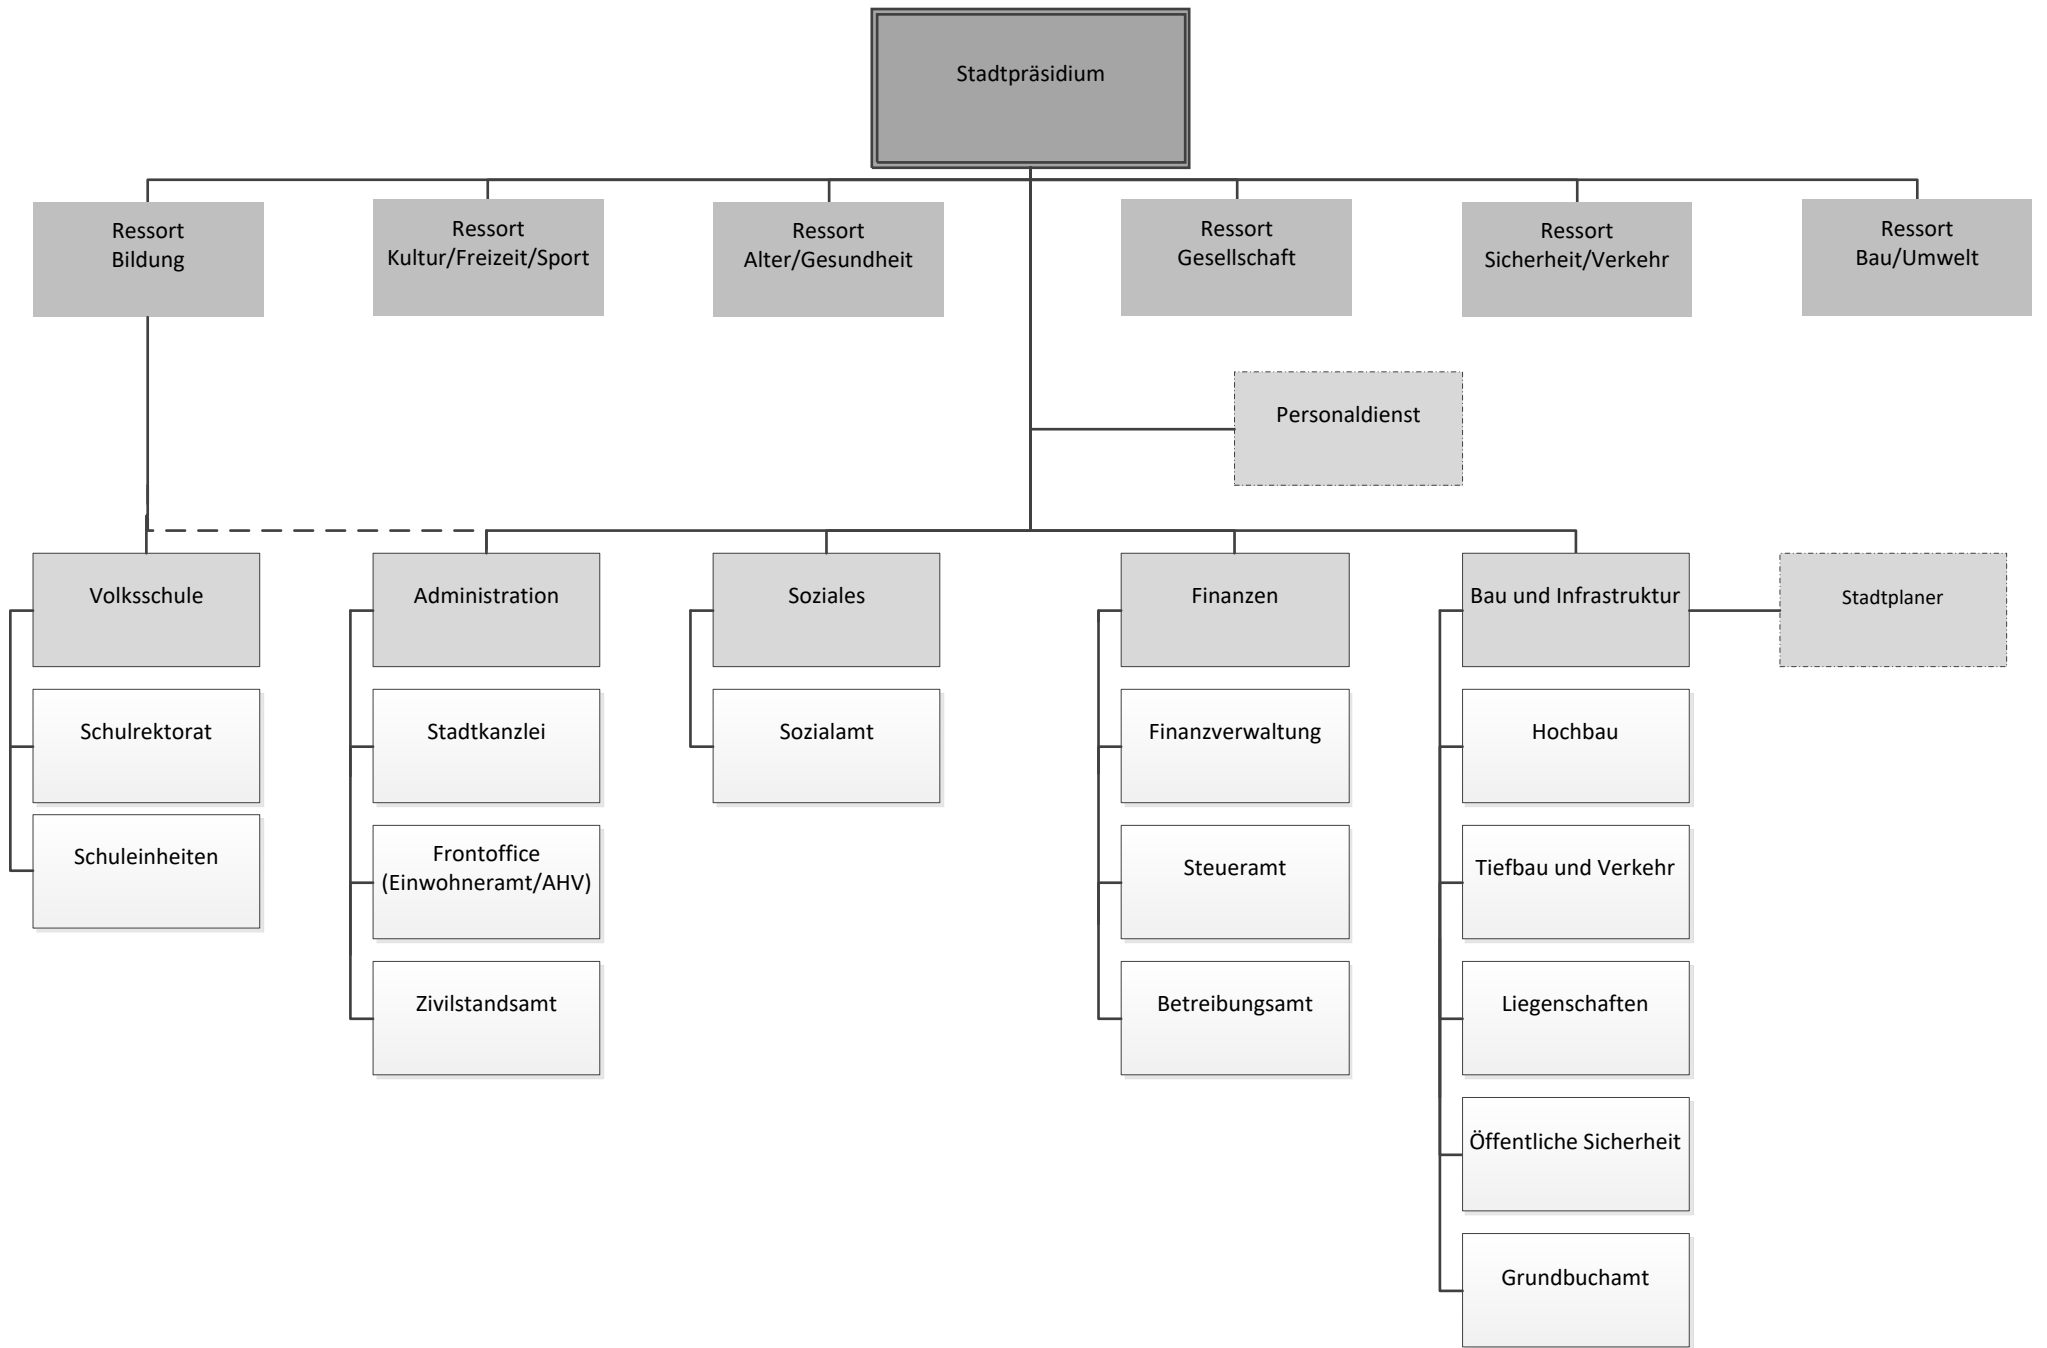 Stadtpräsidium
Ressort
Bildung
Ressort
Kultur/Freizeit/Sport
Ressort
Alter/Gesundheit
Ressort
Gesellschaft
Ressort
Sicherheit/Verkehr
Ressort
Bau/Umwelt
Personaldienst
Volksschule
Administration
Soziales
Finanzen
Bau und Infrastruktur
Stadtplaner
Schulrektorat
Stadtkanzlei
Sozialamt
Finanzverwaltung
Hochbau
Schuleinheiten
Frontoffice
(Einwohneramt/AHV)
Steueramt
Tiefbau und Verkehr
Zivilstandsamt
Betreibungsamt
Liegenschaften
Öffentliche Sicherheit
Grundbuchamt